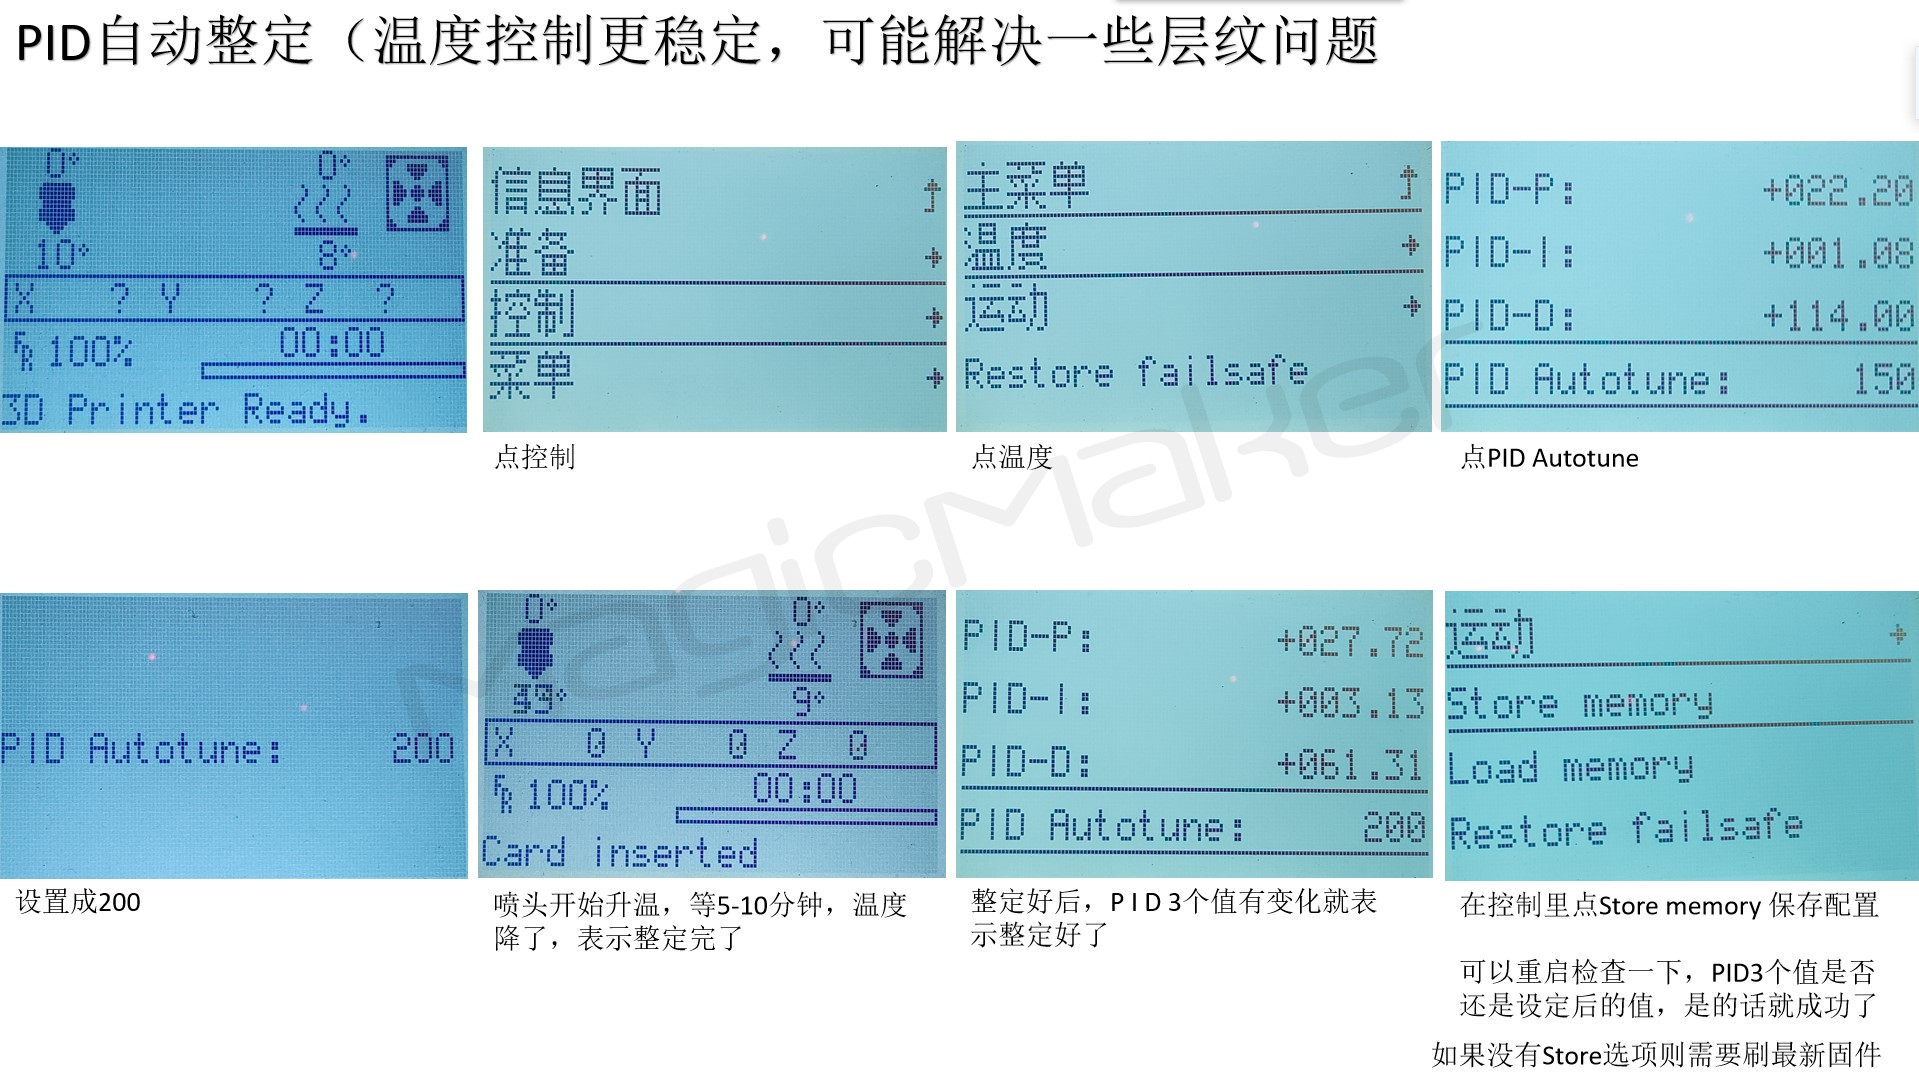 PID自动整定（温度控制更稳定，可能解决一些层纹问题
0°
0°
10°
8°
X ? Y ? Z ?
FR 100% 00:00
3D Printer Ready.
信息界面
准备
控制
菜单
点控制
主菜单
温度
运动
Restore failsafe
点温度
PID-P: +022.20
PID-I: +001.08
PID-D: +114.00
PID Autotune: 150
点PID Autotune
PID Autotune: 200
设置成200
0°
0°
49°
9°
X 0 Y 0 Z 0
FR 100% 00:00
Card inserted
喷头开始升温，等5-10分钟，温度
降了，表示整定完了
PID-P: +027.72
PID-I: +003.13
PID-D: +061.31
PID Autotune: 200
整定好后，P I D 3个值有变化就表
示整定好了
运动
Store memory
Load memory
Restore failsafe
在控制里点Store memory 保存配置
可以重启检查一下，PID3个值是否
还是设定后的值，是的话就成功了
如果没有Store选项则需要刷最新固件
MagicMaker